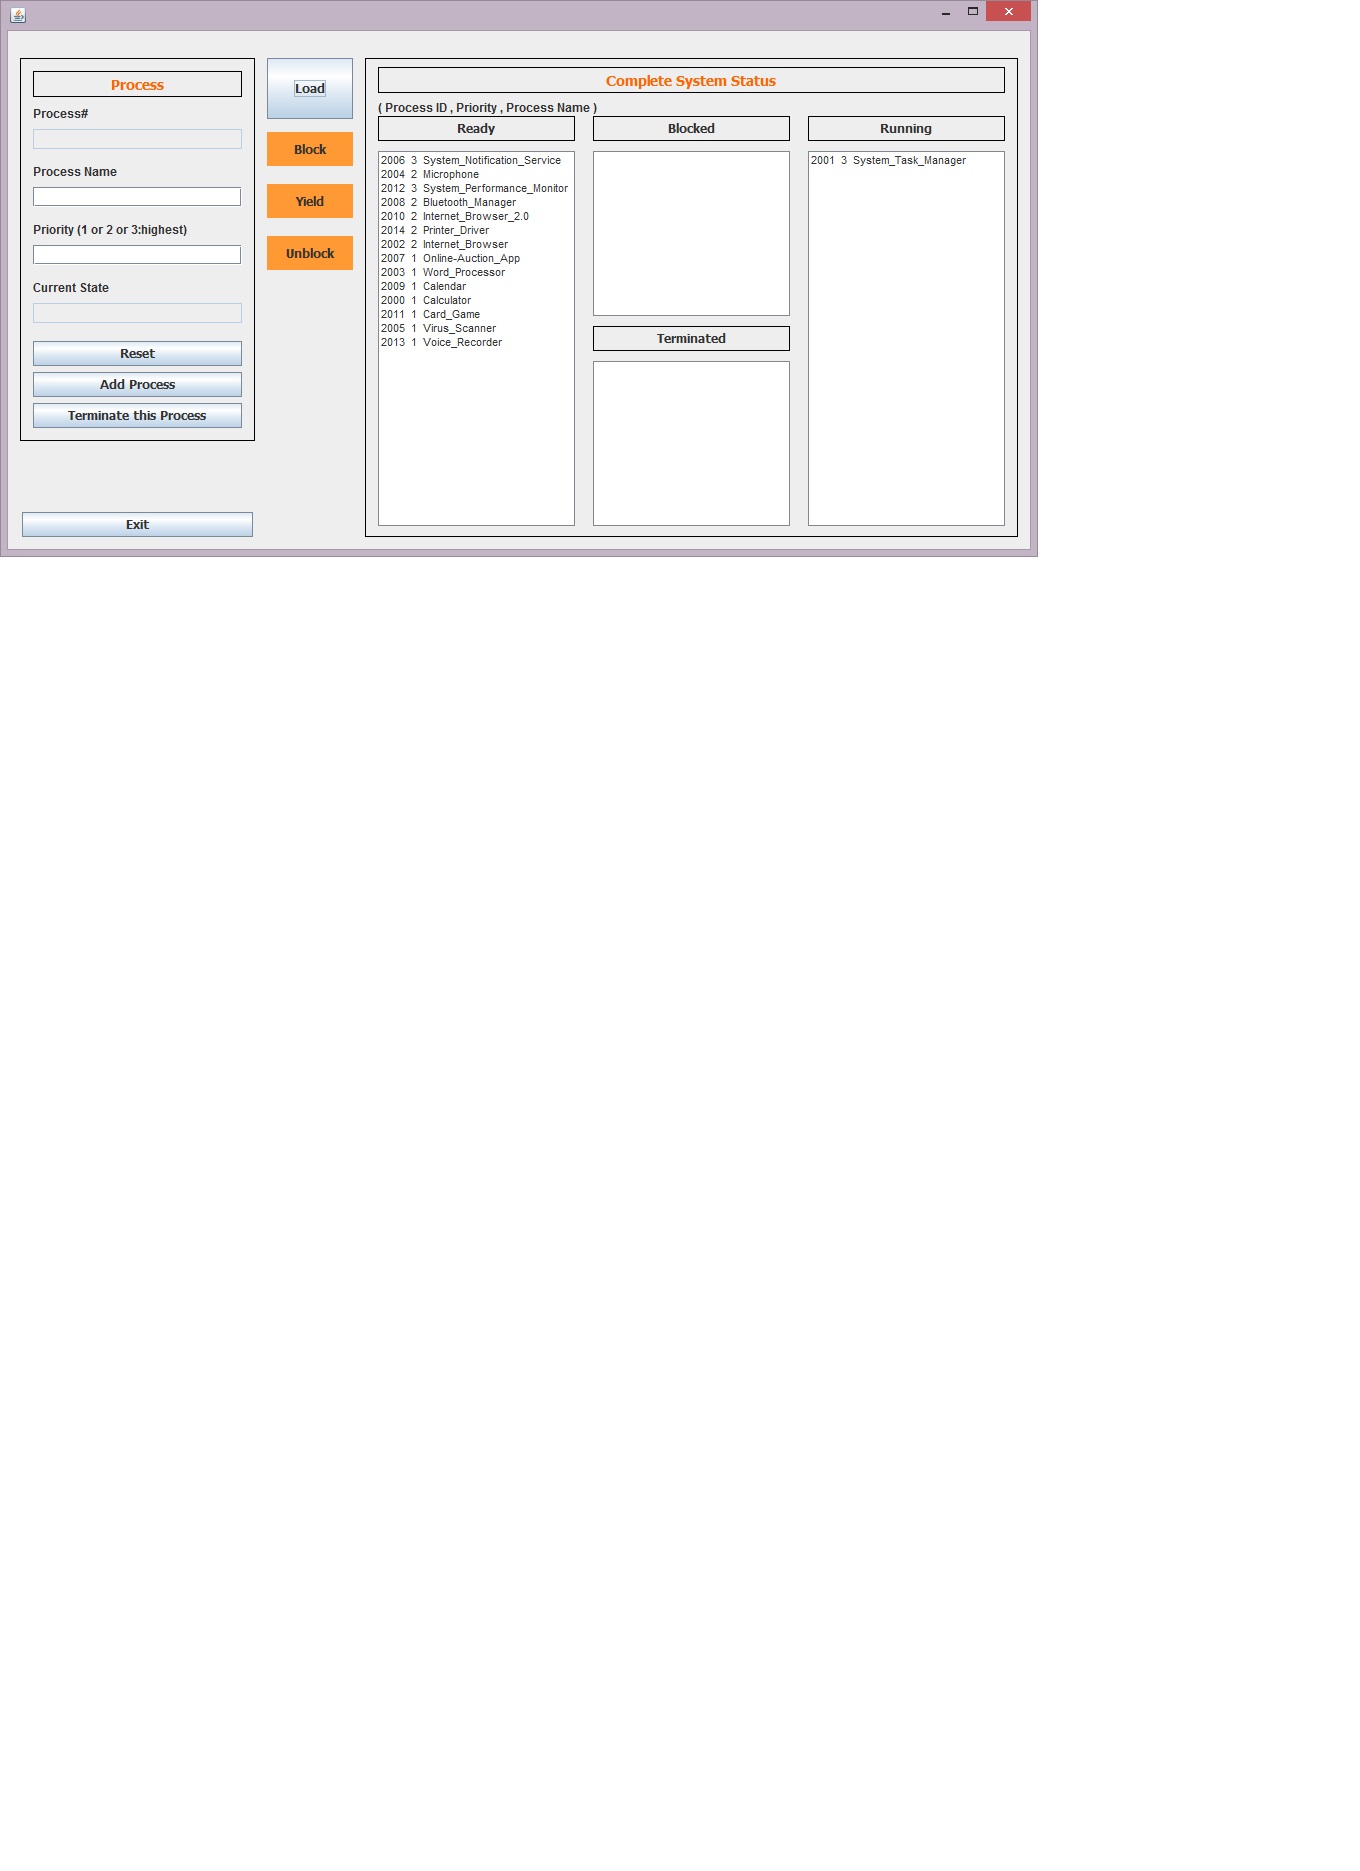 Process
Process#
Process Name
Priority (1 or 2 or 3:highest)
Current State
Reset
Add Process
Terminate this Process
Exit
Load
Block
Yield
Unblock
Complete System Status
( Process ID , Priority , Process Name )
Ready
2006 3 System_Notification_Service
2004 2 Microphone
2012 3 System_Performance_Monitor
2008 2 Bluetooth_Manager
2010 2 Internet_Browser_2.0
2014 2 Printer_Driver
2002 2 Internet_Browser
2007 1 Online-Auction_App
2003 1 Word_Processor
2009 1 Calendar
2000 1 Calculator
2011 1 Card_Game
2005 1 Virus_Scanner
2013 1 Voice_Recorder
Blocked
Terminated
Running
2001 3 System_Task_Manager